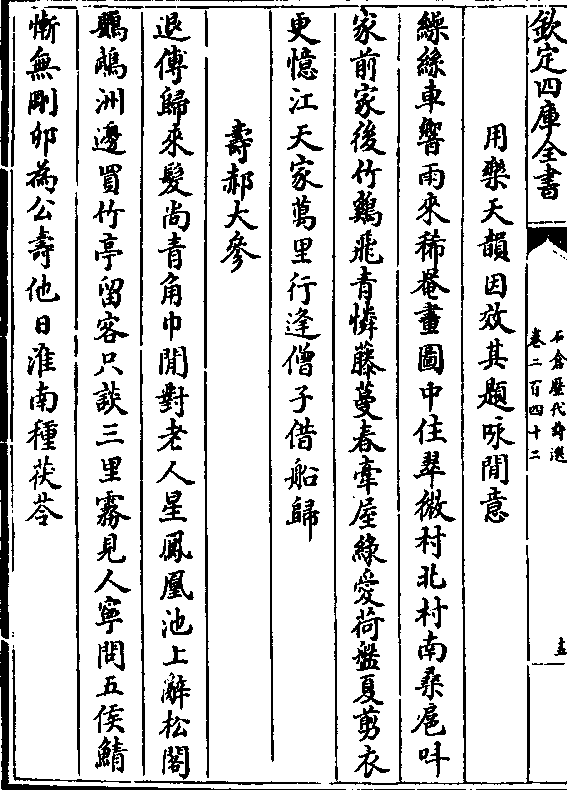 欽定四庫全書
石倉歷代詩選
卷二百四十二
用樂天韻因效其題咏閒意
繰絲車響雨來稀菴畫圖中住翠微村北村南桑扈呌
家前家後竹鷄飛青憐藤蔓春牽屋綠愛荷盤夏剪衣
更憶江天家萬里行逢僧子借船歸
壽郝大參
退傅歸來髮尚青角巾閒對老人星鳳凰池上辭松閣
鸚鵡洲邊買竹亭留客只談三里霧見人寧問五侯鯖
慚無剛卯為公壽他日淮南種茯苓